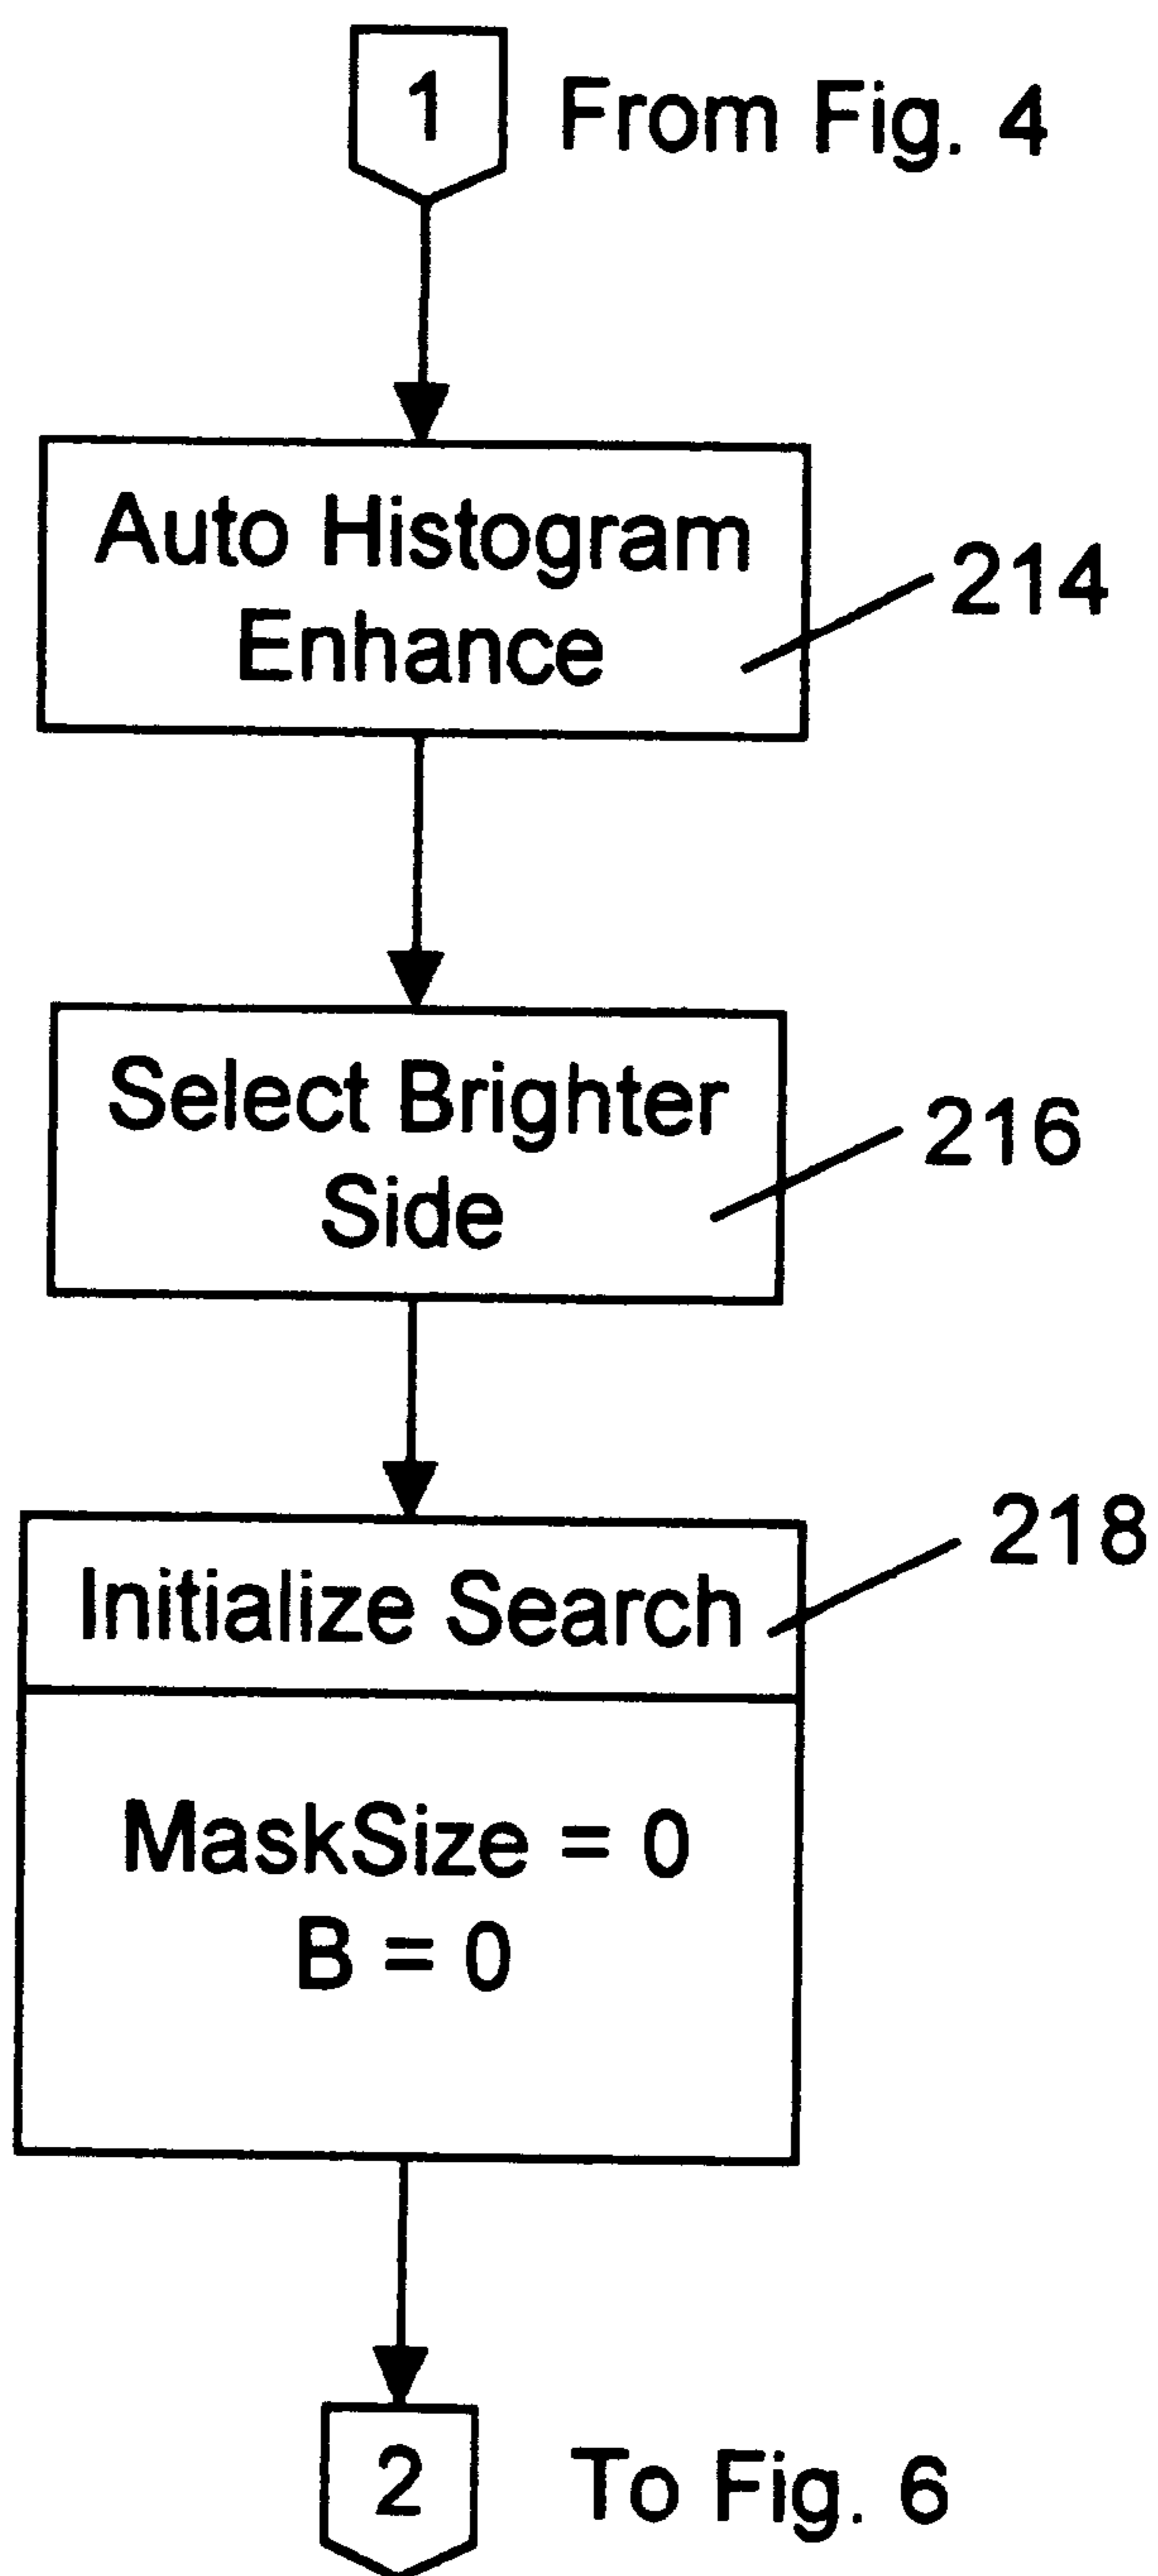 1 From Fig. 4
Auto Histogram
Enhance
214
Select Brighter
Side
216
Initialize Search
218
MaskSize = 0
B = 0
2 To Fig. 6